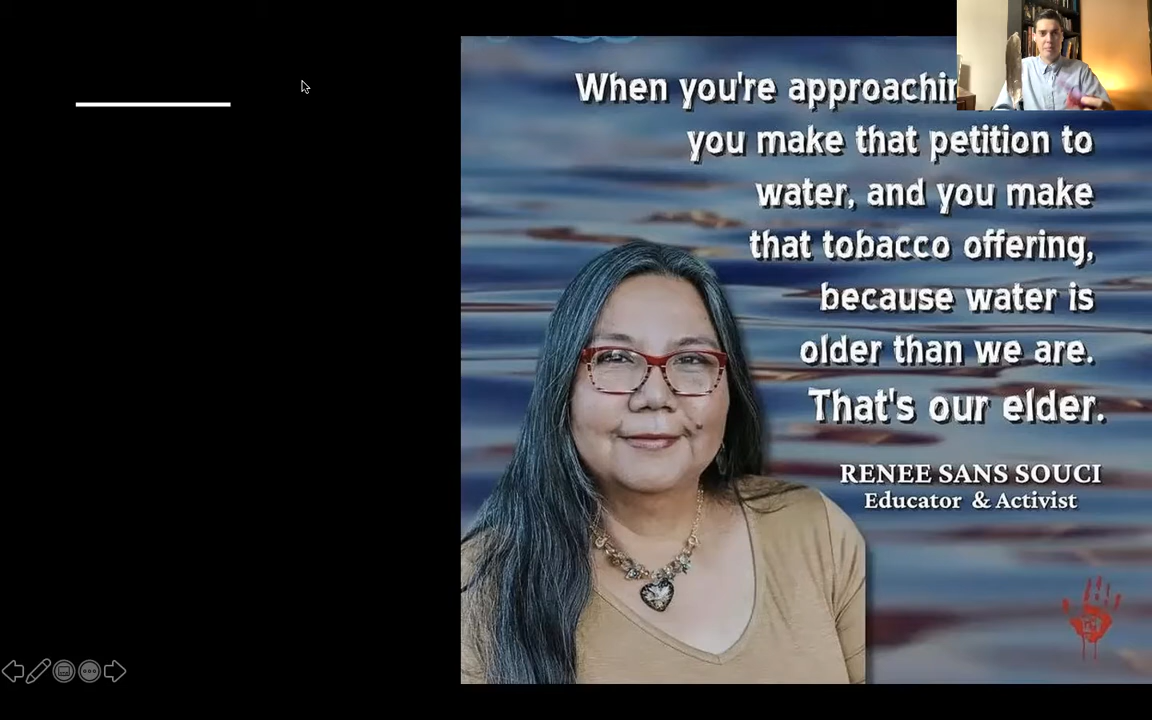 When you're
you make that petition to
water, and you make
that tobacco offering,
because water is
older than we are.
That's our elder.
RENEE SANS SOUCI
Educator & Activist